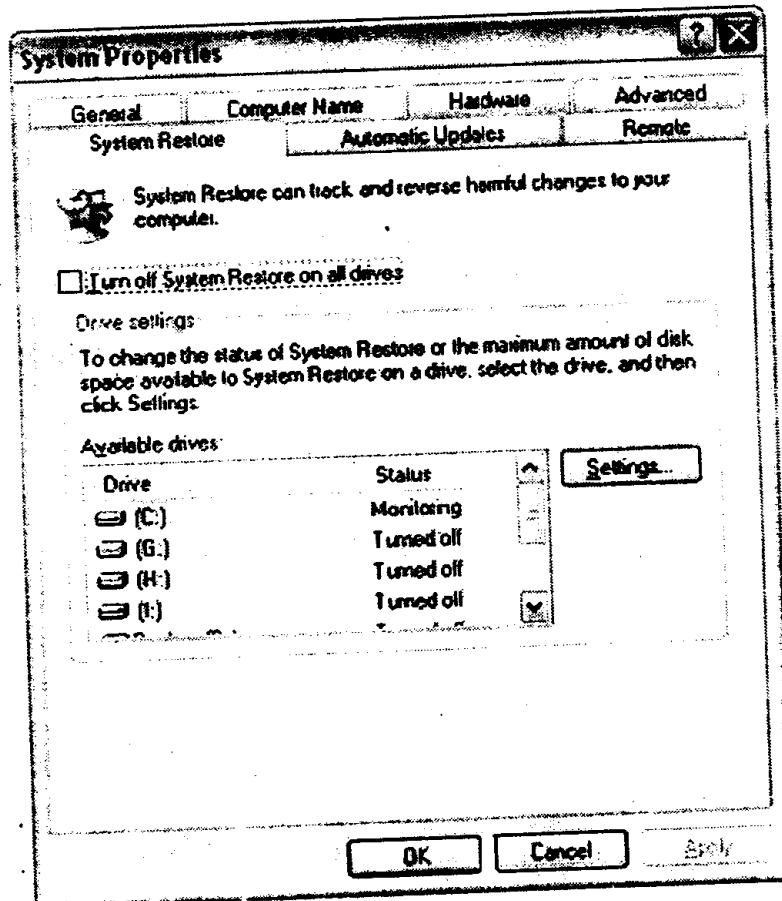 System Properties
General Computer Name Hardware Advanced
System Restore Automatic Updates Remote
System Restore can track and reverse harmful changes to your
computer.
Turn off System Restore on all drives
Drive settings
To change the status of System Restore or the maximum amount of disk
space available to System Restore on a drive, select the drive, and then
click Settings.
Available drives:
Drive Status
(C:) Monitoring
(G:) Turned off
(H:) Turned off
(I:) Turned off
Settings...
OK Cancel Apply